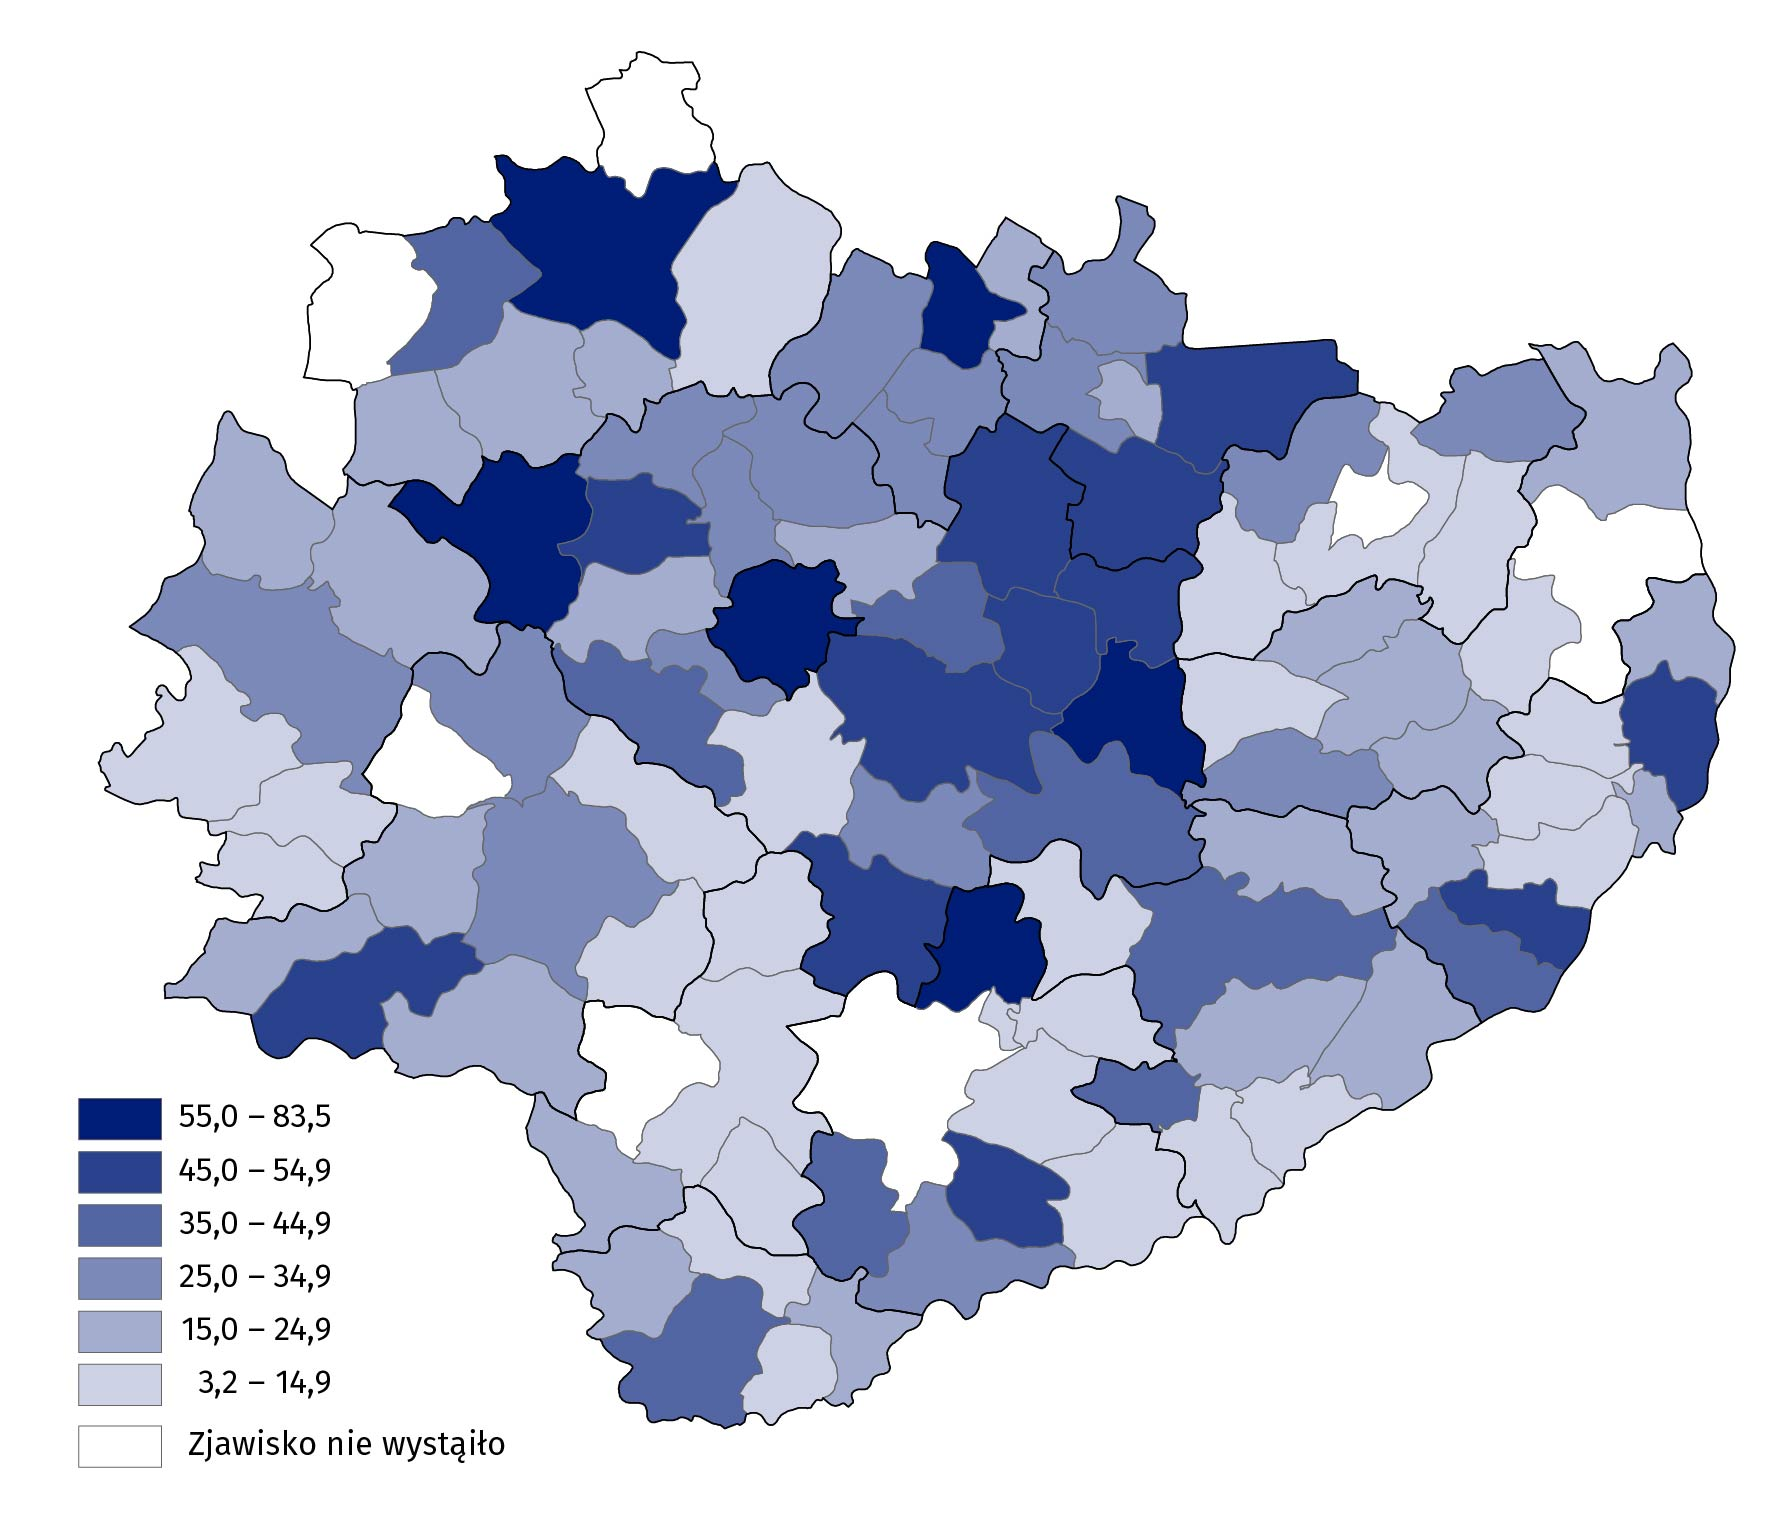 55,0 – 83,5
45,0 – 54,9
35,0 – 44,9
25,0 – 34,9
15,0 – 24,9
3,2 – 14,9
Zjawisko nie wystąiło